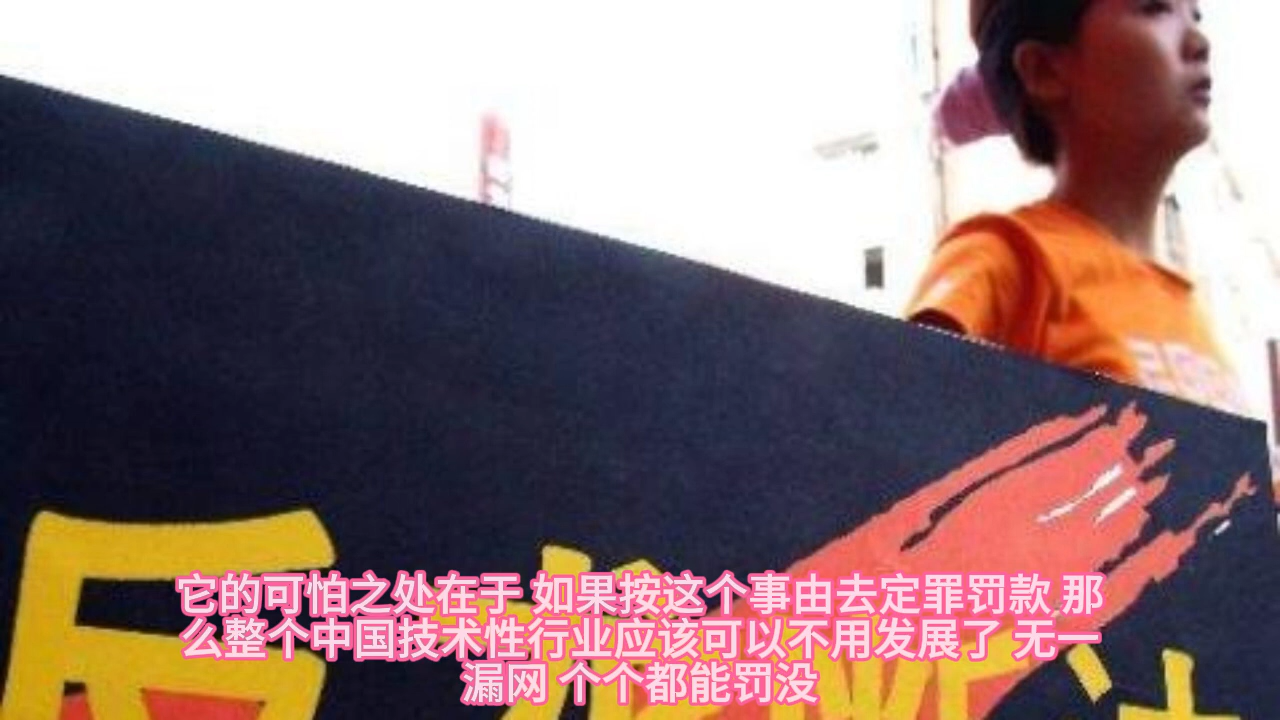 它的可怕之处在于 如果按这个事由去定罪罚款 那
么整个中国技术性行业应该可以不用发展了 无一
漏网 个个都能罚没